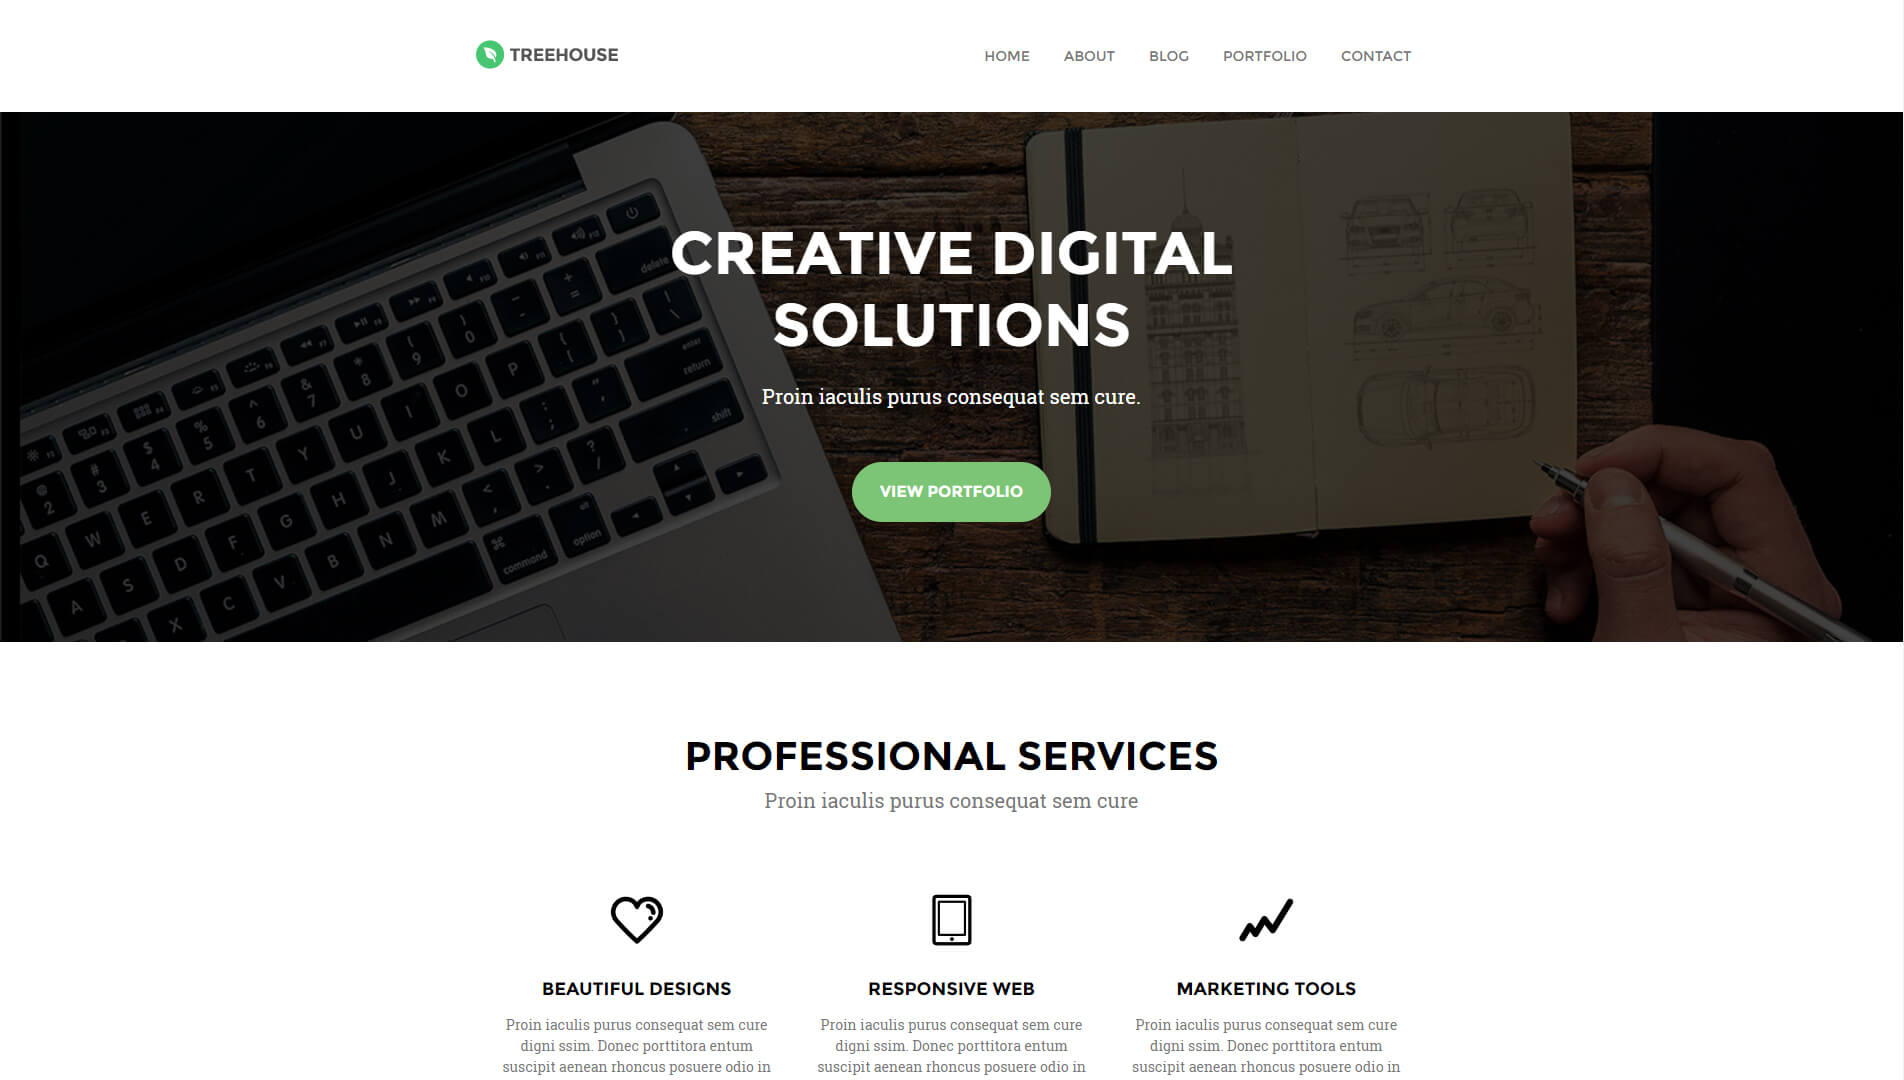 TREEHOUSE
HOME ABOUT BLOG PORTFOLIO CONTACT
CREATIVE DIGITAL
SOLUTIONS
Proin iaculis purus consequat sem cure.
VIEW PORTFOLIO
PROFESSIONAL SERVICES
Proin iaculis purus consequat sem cure
BEAUTIFUL DESIGNS
Proin iaculis purus consequat sem cure
digni ssim. Donec porttitora entum
suscipit aenean rhoncus posuere odio in
RESPONSIVE WEB
Proin iaculis purus consequat sem cure
digni ssim. Donec porttitora entum
suscipit aenean rhoncus posuere odio in
MARKETING TOOLS
Proin iaculis purus consequat sem cure
digni ssim. Donec porttitora entum
suscipit aenean rhoncus posuere odio in